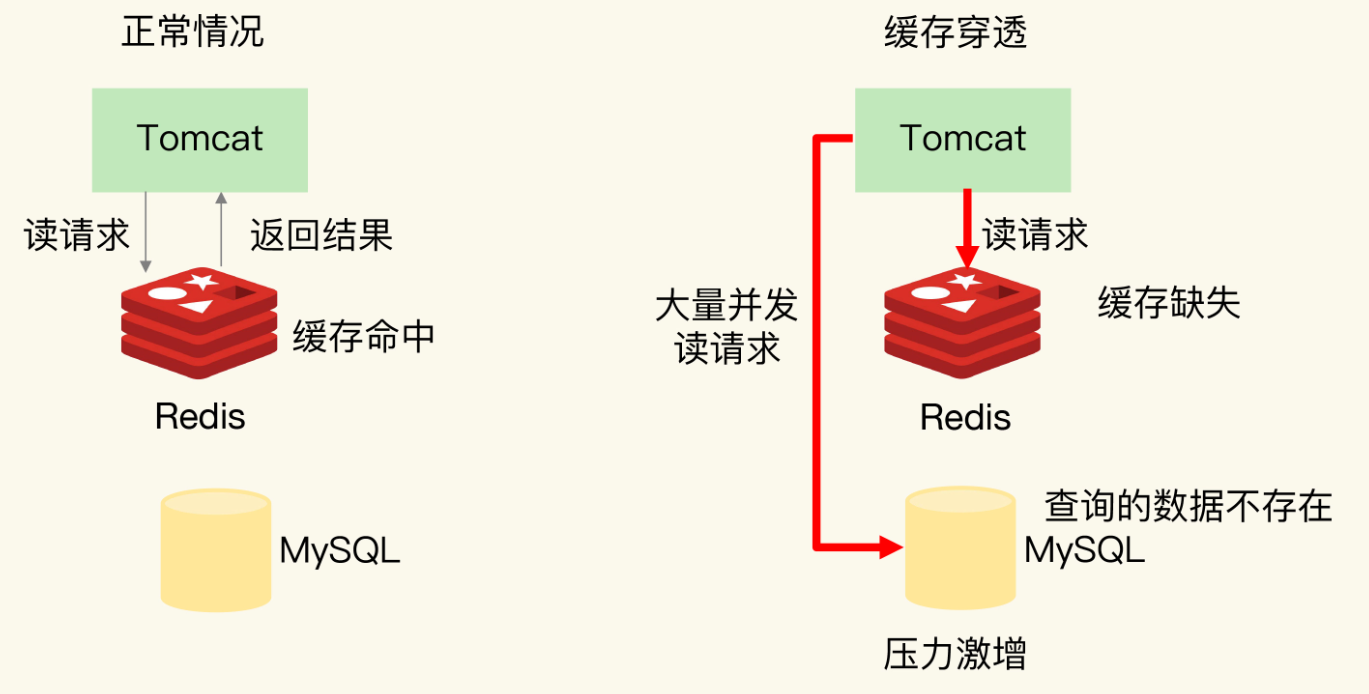 正常情况
Tomcat
读请求
返回结果
缓存命中
Redis
MySQL
缓存穿透
Tomcat
读请求
大量并发
读请求
缓存缺失
Redis
查询的数据不存在
MySQL
压力激增